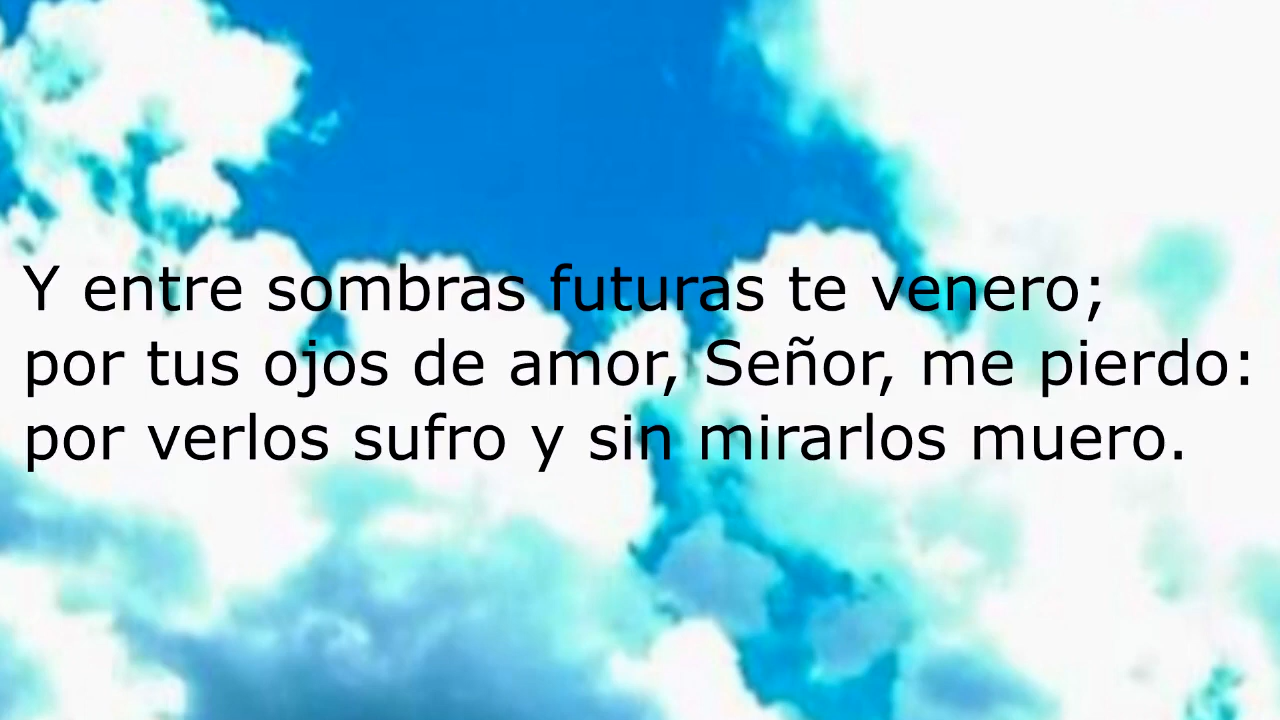 Y entre sombras futuras te venero;
por tus ojos de amor, Señor, me pierdo:
por verlos sufro y sin mirarlos muero.